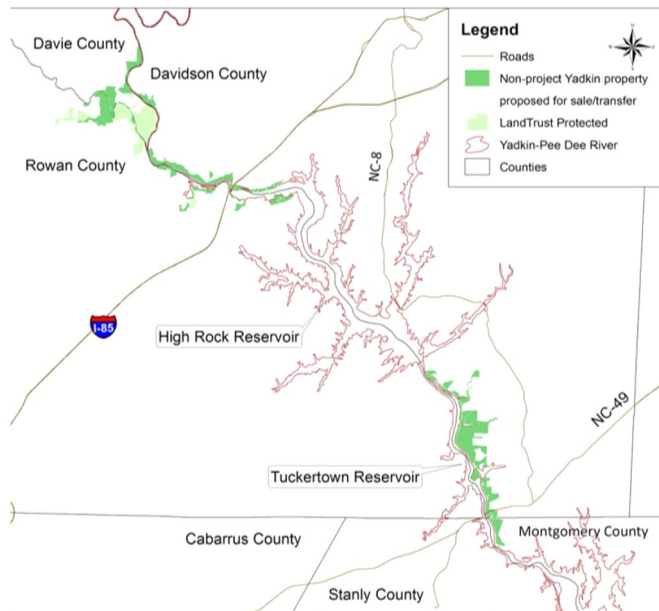 Legend
Roads
Non-project Yadkin property
proposed for sale/transfer
LandTrust Protected
Yadkin-Pee Dee River
Counties
Davie County
Davidson County
Rowan County
NC-8
I-85
High Rock Reservoir
NC-49
Tuckertown Reservoir
Cabarrus County
Montgomery County
Stanly County